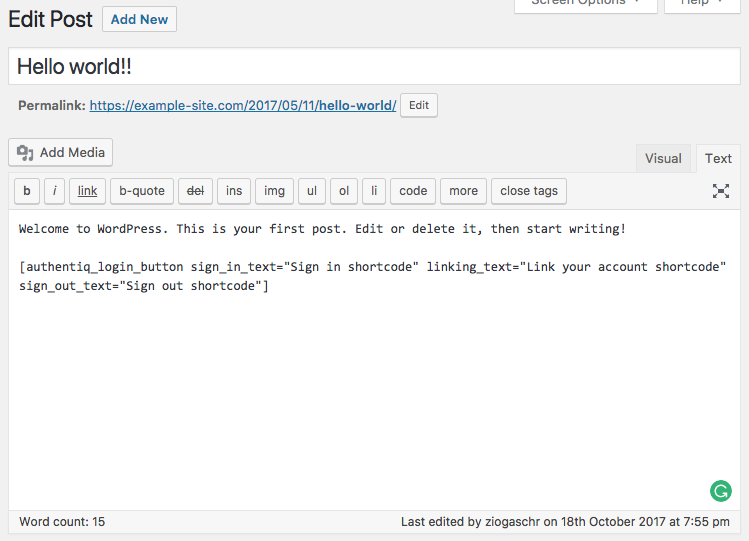 Screen Options
Help
Edit Post Add New
Hello world!!
Permalink: https://example-site.com/2017/05/11/hello-world/ Edit
Add Media
Visual Text
b i link b-quote del ins img ul ol li code more close tags
Welcome to WordPress. This is your first post. Edit or delete it, then start writing!
[authentiq_login_button sign_in_text="Sign in shortcode" linking_text="Link your account shortcode"
sign_out_text="Sign out shortcode"]
Word count: 15 Last edited by ziogaschr on 18th October 2017 at 7:55 pm